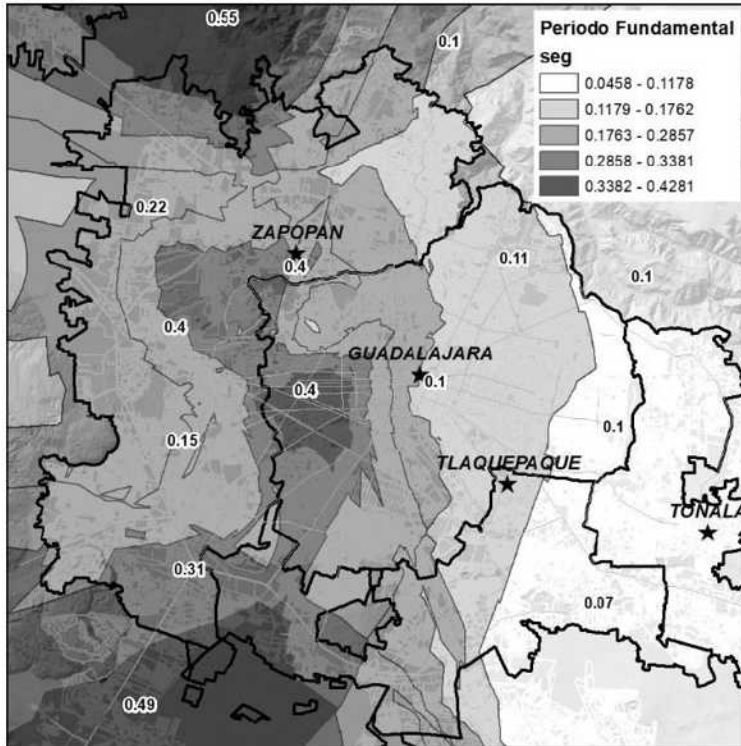 0.55
0.1
Periodo Fundamental
seg
0.0458 - 0.1178
0.1179 - 0.1762
0.1763 - 0.2857
0.2858 - 0.3381
0.3382 - 0.4281
0.22
ZAPOPAN
0.4
0.11
0.1
0.4
GUADALAJARA
0.4
0.1
0.1
0.15
TLAQUEPAQUE
TONALA
0.31
0.07
0.49